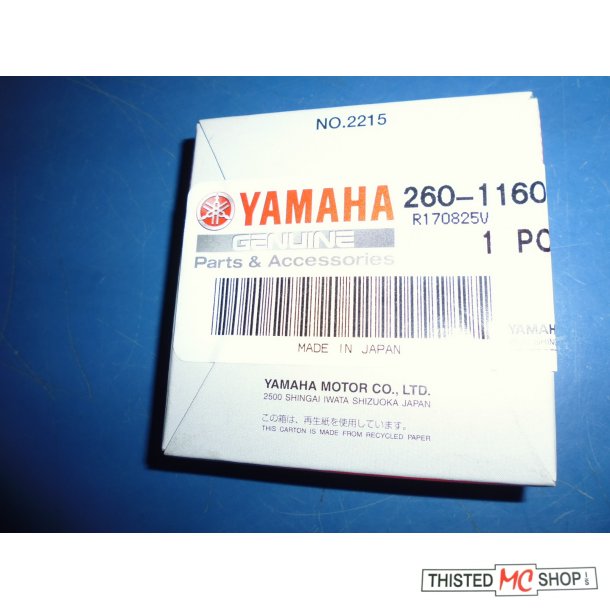 NO.2215
YAMAHA 260-1160
R170825V
GENUINE 1 PC
Parts & Accessories
YAMAH
MADE IN JAPAN
YAMAHA MOTOR CO., LTD.
2500 SHINGAI IWATA SHIZUOKA JAPAN
この箱は、再生紙を使用しています。
THIS CARTON IS MADE FROM RECYCLED PAPER
THISTED MC SHOP I/S